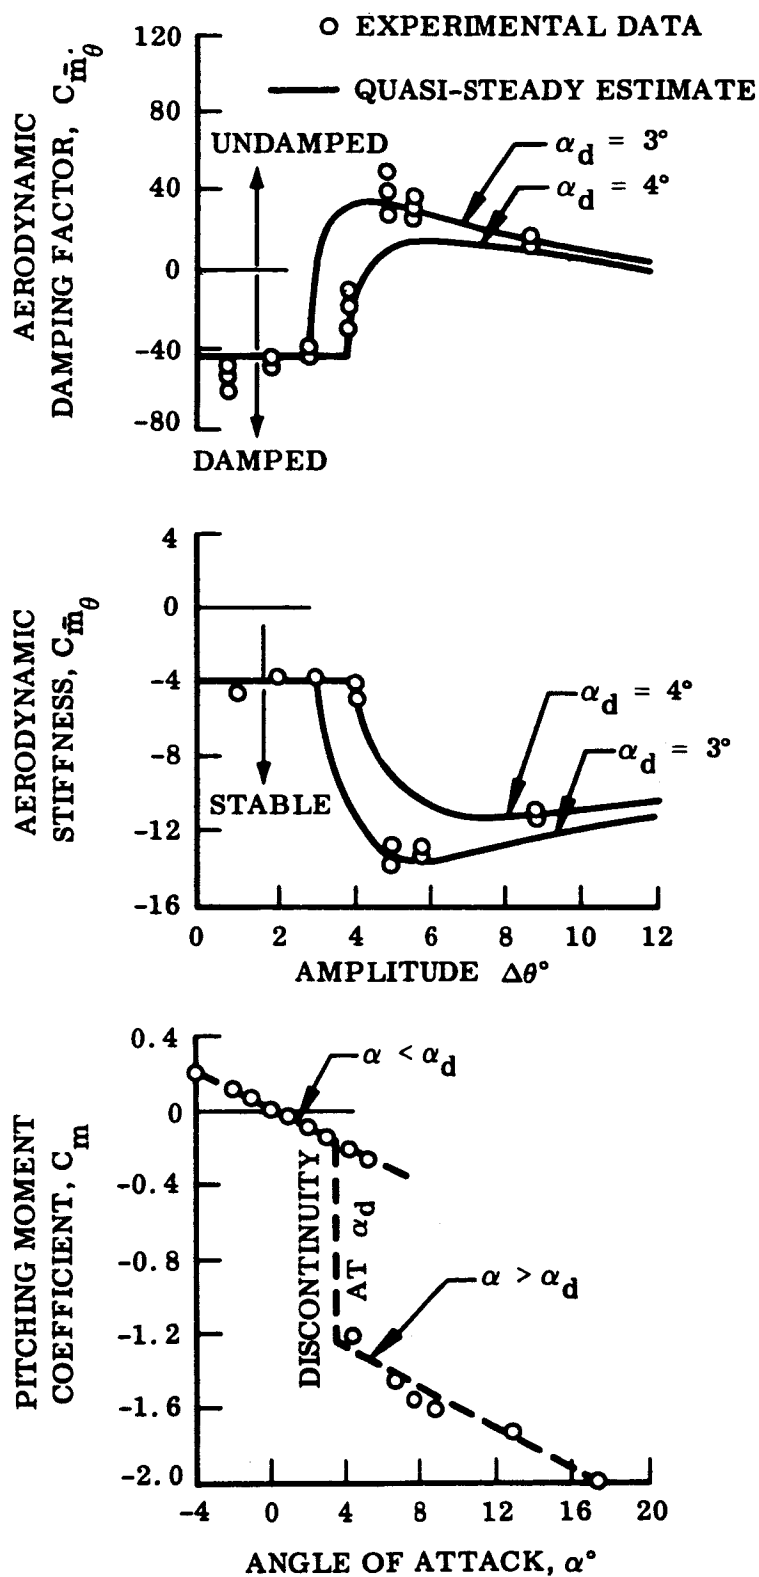 EXPERIMENTAL DATA
QUASI-STEADY ESTIMATE
AERODYNAMIC
DAMPING FACTOR, C_m̄_θ̇
120
80
40
0
-40
-80
UNDAMPED
DAMPED
α_d = 3°
α_d = 4°
AERODYNAMIC
STIFFNESS, C_m̄_θ
4
0
-4
-8
-12
-16
STABLE
α_d = 4°
α_d = 3°
0 2 4 6 8 10 12
AMPLITUDE Δθ°
PITCHING MOMENT
COEFFICIENT, C_m
0.4
0
-0.4
-0.8
-1.2
-1.6
-2.0
α < α_d
DISCONTINUITY
AT α_d
α > α_d
-4 0 4 8 12 16 20
ANGLE OF ATTACK, α°